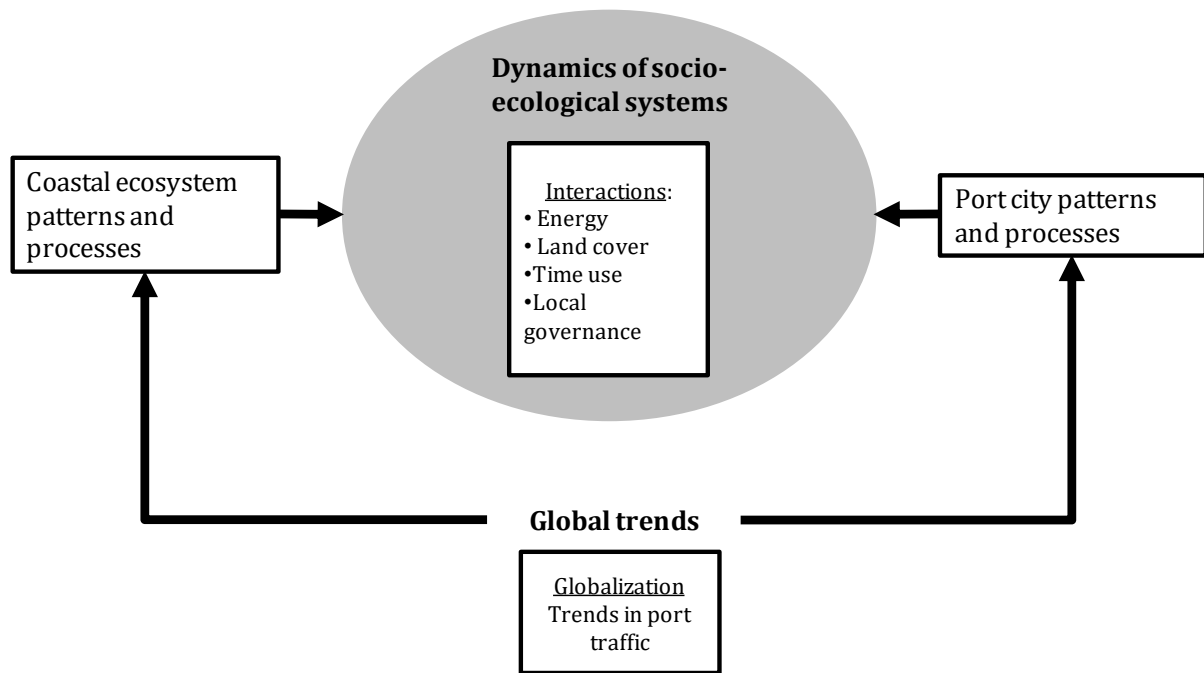 Dynamics of socio-
ecological systems
Coastal ecosystem
patterns and
processes
Interactions:
• Energy
• Land cover
•Time use
•Local
governance
Port city patterns
and processes
Global trends
Globalization
Trends in port
traffic